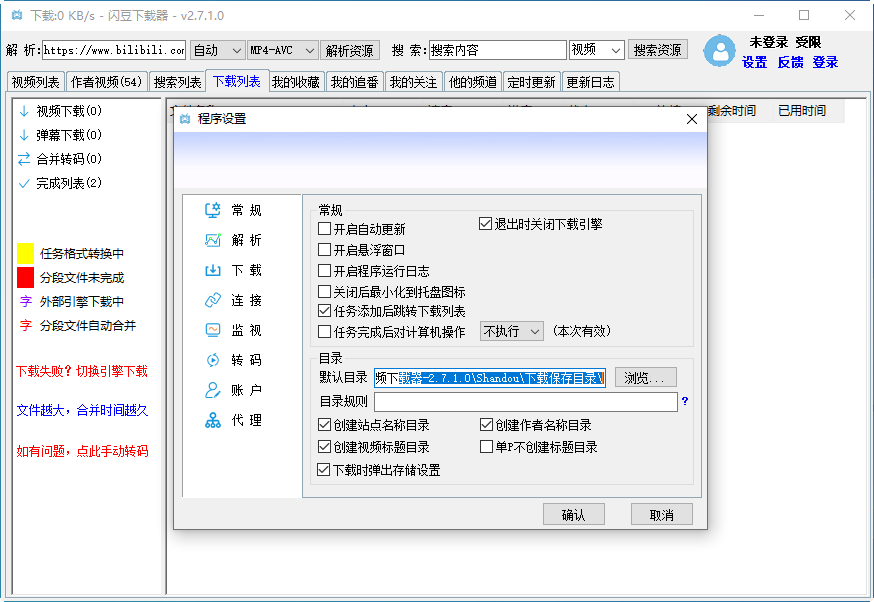 下载:0 KB/s - 闪豆下载器 - v2.7.1.0
解 析: https://www.bilibili.com 自动 MP4-AVC 解析资源 搜 索: 搜索内容 视频 搜索资源
未登录 受限
设置 反馈 登录
视频列表 作者视频(54) 搜索列表 下载列表 我的收藏 我的追番 我的关注 他的频道 定时更新 更新日志
剩余时间 已用时间
视频下载(0)
弹幕下载(0)
合并转码(0)
完成列表(2)
任务格式转换中
分段文件未完成
字 外部引擎下载中
字 分段文件自动合并
下载失败? 切换引擎下载
文件越大，合并时间越久
如有问题，点此手动转码
程序设置
常 规
解 析
下 载
连 接
监 视
转 码
账 户
代 理
常规
开启自动更新 退出时关闭下载引擎
开启悬浮窗口
开启程序运行日志
关闭后最小化到托盘图标
任务添加后跳转下载列表
任务完成后对计算机操作 不执行 (本次有效)
目录
默认目录 频下载器-2.7.1.0\Shandou\下载保存目录\ 浏览...
目录规则 ?
创建站点名称目录 创建作者名称目录
创建视频标题目录 单P不创建标题目录
下载时弹出存储设置
确认 取消